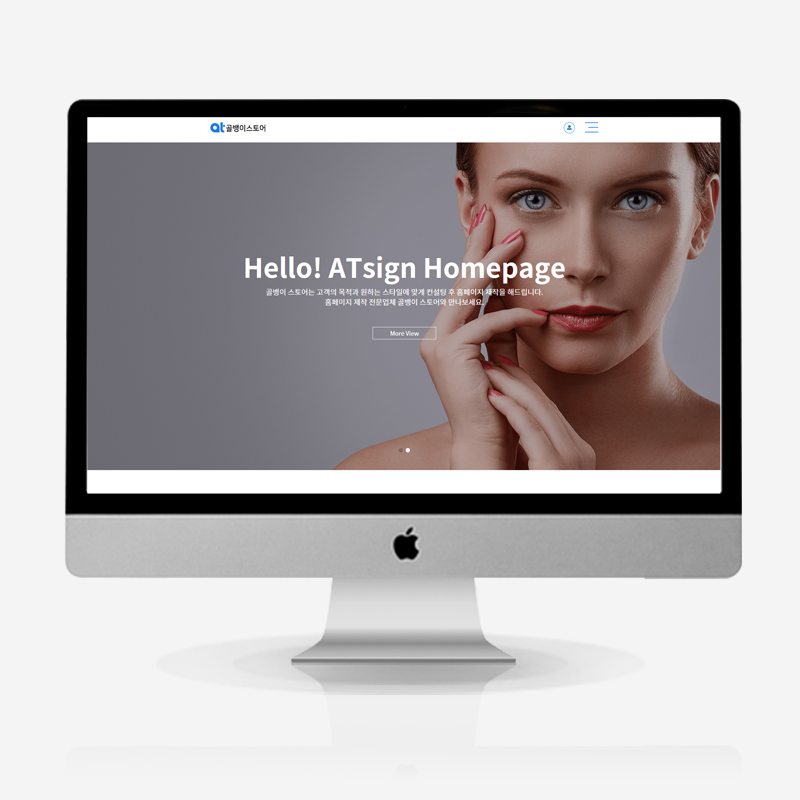 at 골뱅이스토어
Hello! ATsign Homepage
골뱅이 스토어는 고객의 목적과 원하는 스타일에 맞게 컨설팅 후 홈페이지 제작을 해드립니다.
홈페이지 제작 전문업체 골뱅이 스토어와 만나보세요.
More View